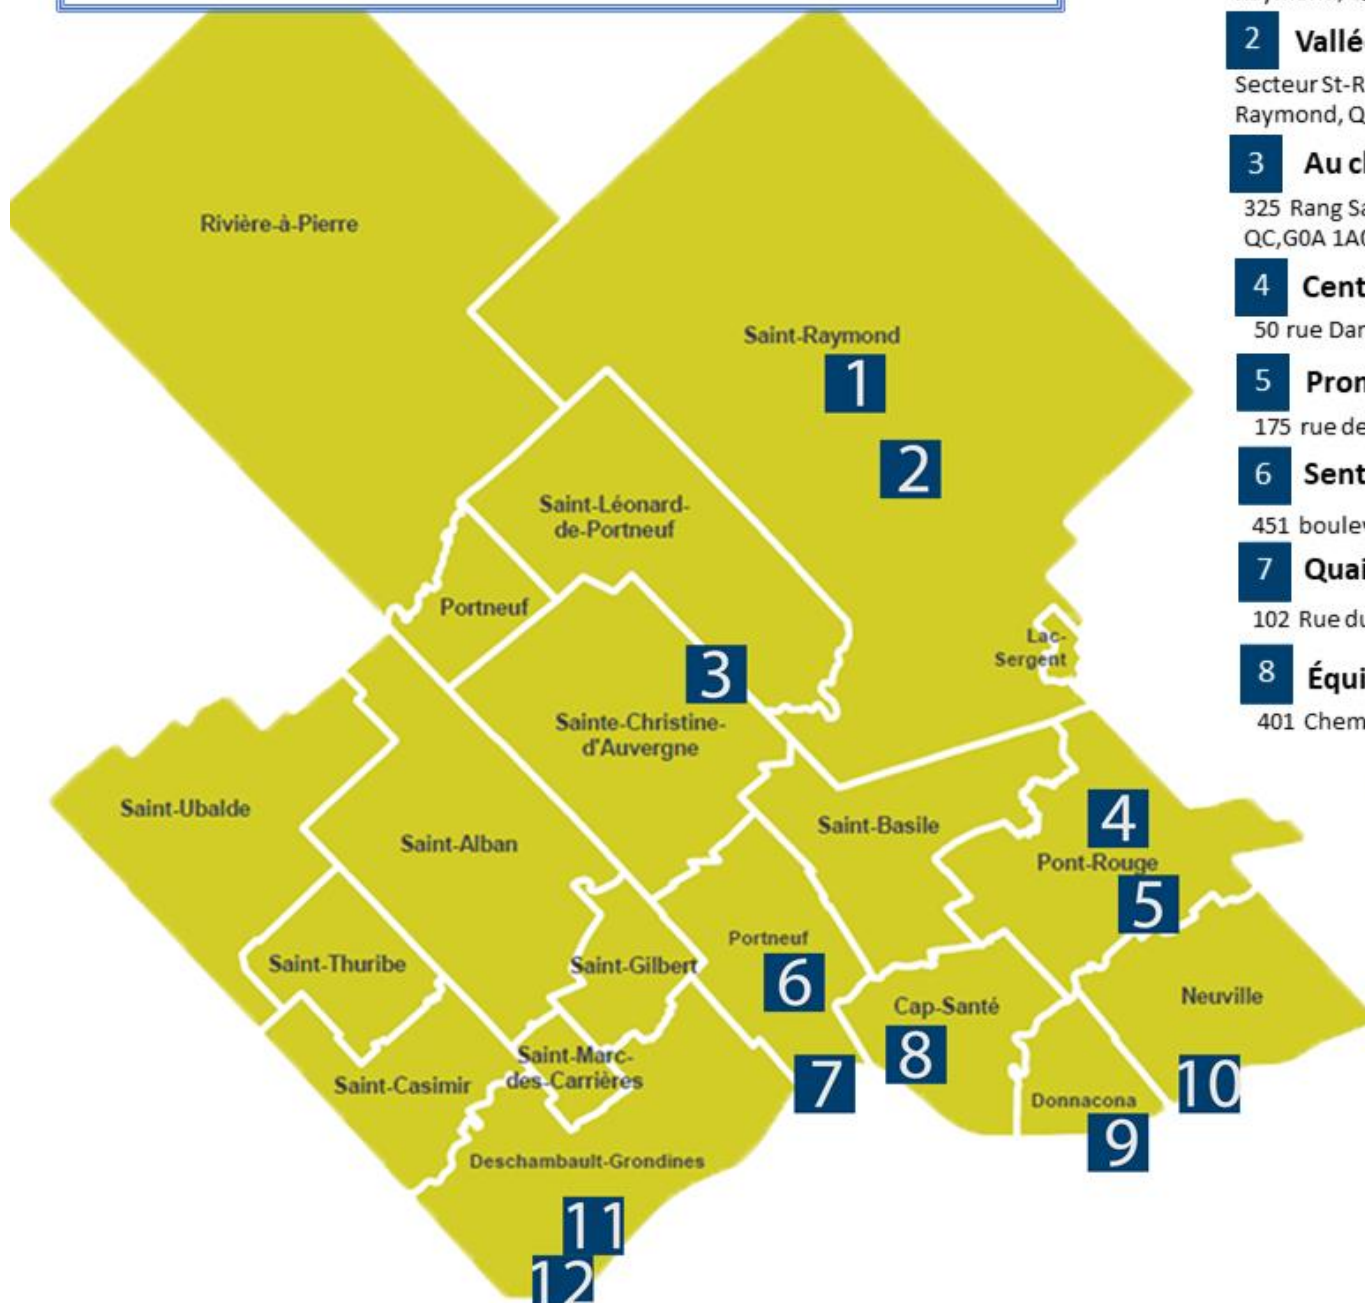 Rivière-à-Pierre
Saint-Raymond
1
2
Saint-Léonard-
de-Portneuf
Portneuf
Lac-
Sergent
3
Sainte-Christine-
d'Auvergne
Saint-Ubalde
Saint-Alban
Saint-Basile
4
Pont-Rouge
5
Saint-Thuribe
Saint-Gilbert
Portneuf
6
Cap-Santé
8
Neuville
Saint-Marc-
des-Carrières
Saint-Casimir
7
10
Donnacona
9
Deschambault-Grondines
11
12
2 Vallé
Secteur St-R
Raymond, Q
3 Au cl
325 Rang Sa
QC,G0A 1A0
4 Cent
50 rue Dar
5 Pron
175 rue de
6 Sent
451 boulev
7 Quai
102 Rue du
8 Équi
401 Chem